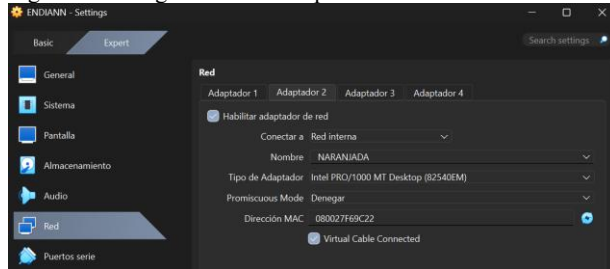 ENDIANN - Settings
Basic Expert Search settings
General
Sistema
Pantalla
Almacenamiento
Audio
Red
Puertos serie
Red
Adaptador 1 Adaptador 2 Adaptador 3 Adaptador 4
Habilitar adaptador de red
Conectar a Red interna
Nombre NARANJADA
Tipo de Adaptador Intel PRO/1000 MT Desktop (82540EM)
Promiscuous Mode Denegar
Dirección MAC 080027F69C22
Virtual Cable Connected